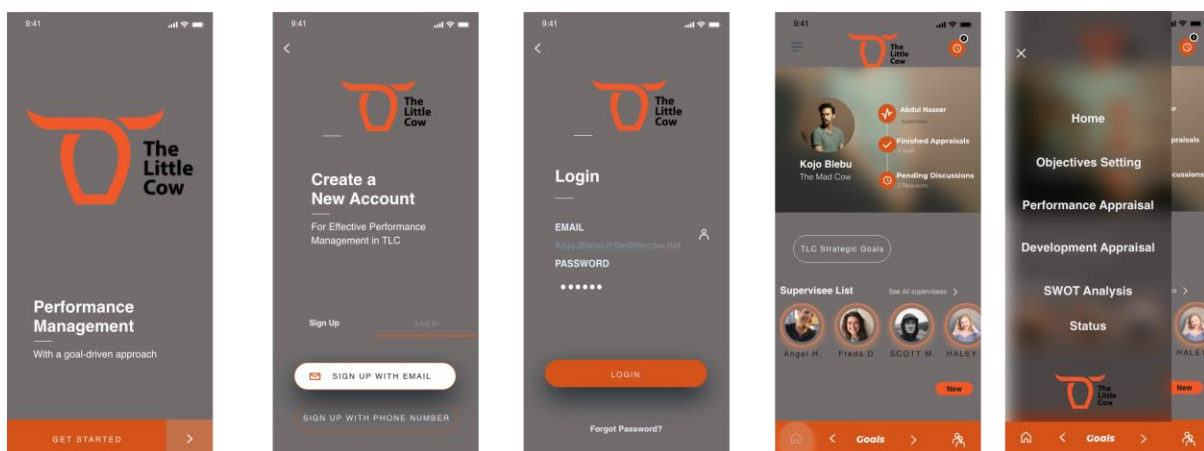 9:41
The
Little
Cow
Performance
Management
With a goal-driven approach
GET STARTED
9:41
The
Little
Cow
Create a
New Account
For Effective Performance
Management in TLC
Sign Up
Log In
SIGN UP WITH EMAIL
SIGN UP WITH PHONE NUMBER
9:41
The
Little
Cow
Login
EMAIL
Kojo.Blebu@thelittlecow.net
PASSWORD
LOGIN
Forgot Password?
9:41
The
Little
Cow
Abdul Nasser
Supervisor
Finished Appraisals
Pending Discussions
Kojo Blebu
The Mad Cow
TLC Strategic Goals
Supervisee List
See All supervisees
Angel H.
Freda D.
SCOTT M.
HALEY
New
Goals
Home
Objectives Setting
praisals
cussions
Performance Appraisal
Development Appraisal
SWOT Analysis
Status
HALEY
The
Little
Cow
New
Goals